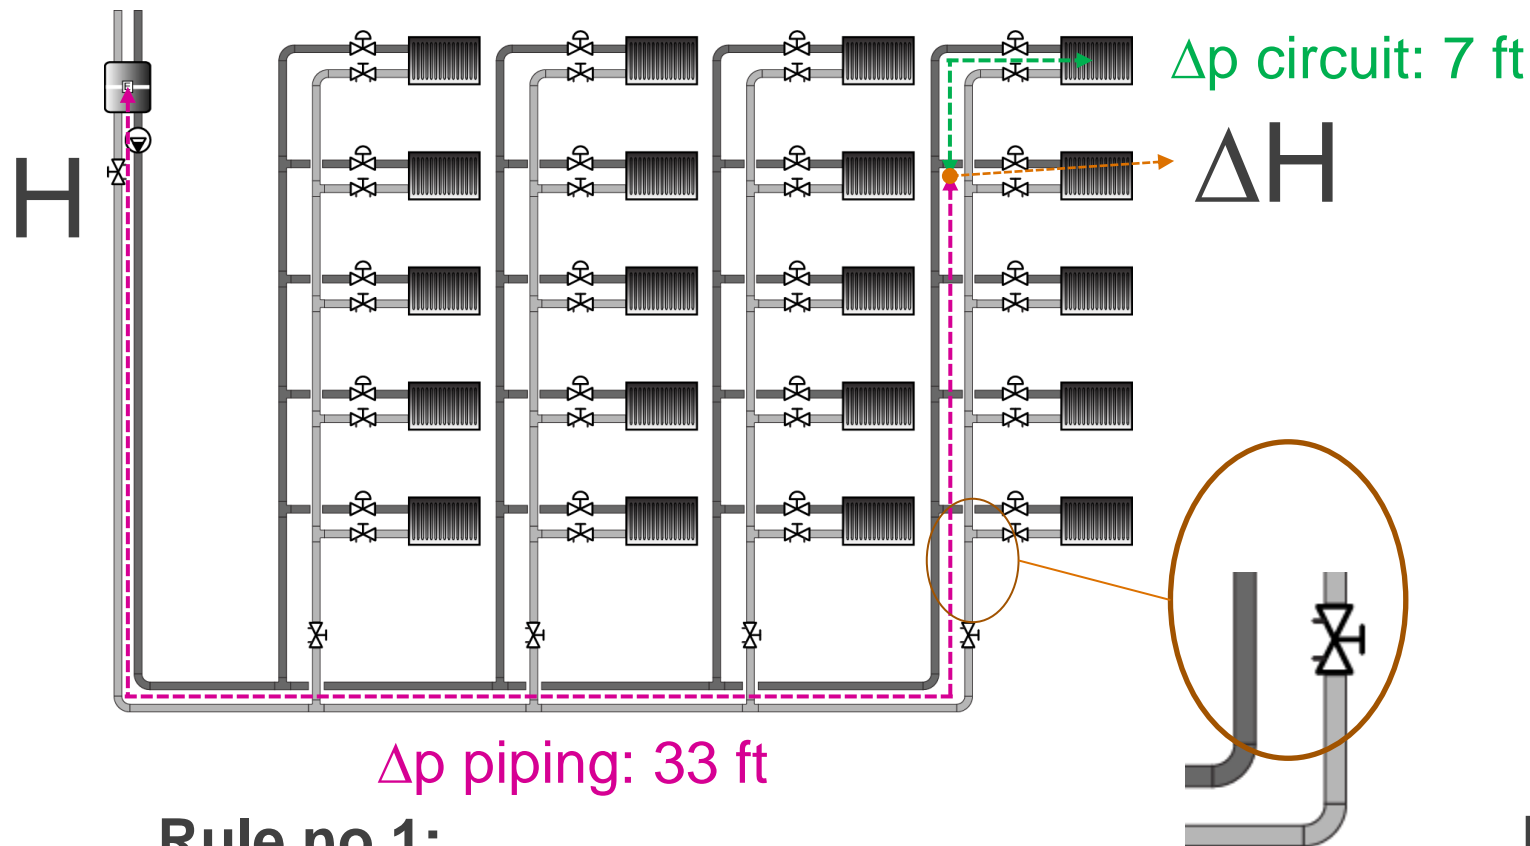 Δp circuit: 7 ft
H
ΔH
Δp piping: 33 ft
Rule no 1: